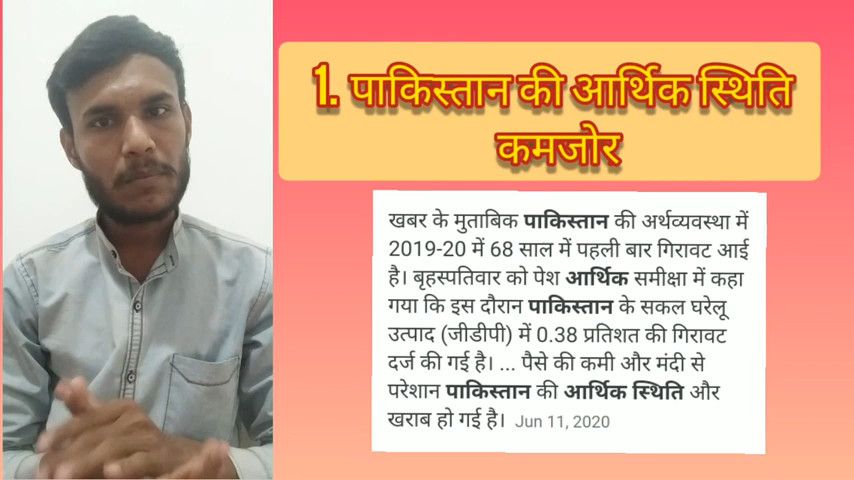 1. पाकिस्तान की आर्थिक स्थिति
कमजोर
खबर के मुताबिक पाकिस्तान की अर्थव्यवस्था में
2019-20 में 68 साल में पहली बार गिरावट आई
है। बृहस्पतिवार को पेश आर्थिक समीक्षा में कहा
गया कि इस दौरान पाकिस्तान के सकल घरेलू
उत्पाद (जीडीपी) में 0.38 प्रतिशत की गिरावट
दर्ज की गई है। ... पैसे की कमी और मंदी से
परेशान पाकिस्तान की आर्थिक स्थिति और
खराब हो गई है। Jun 11, 2020